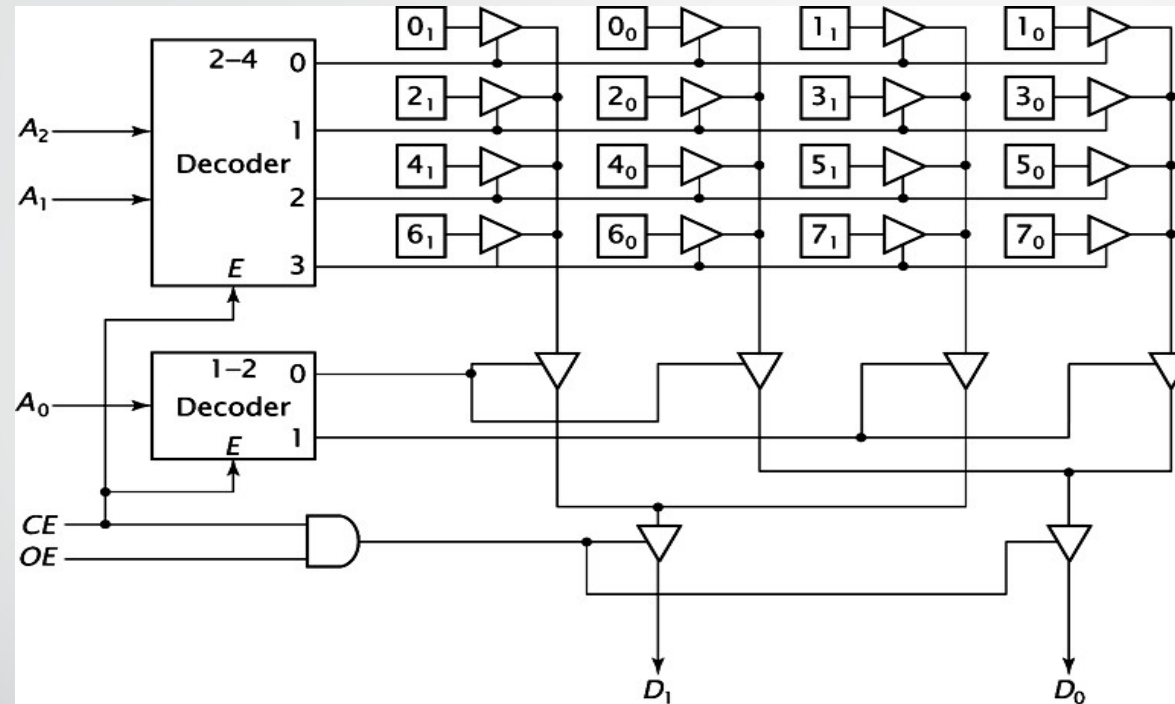 0₁ 0₀ 1₁ 1₀
2–4 0
2₁ 2₀ 3₁ 3₀
A₂ 1
Decoder 4₁ 4₀ 5₁ 5₀
A₁ 2
6₁ 6₀ 7₁ 7₀
E 3
1–2 0
A₀ Decoder
E 1
CE
OE
D₁ D₀